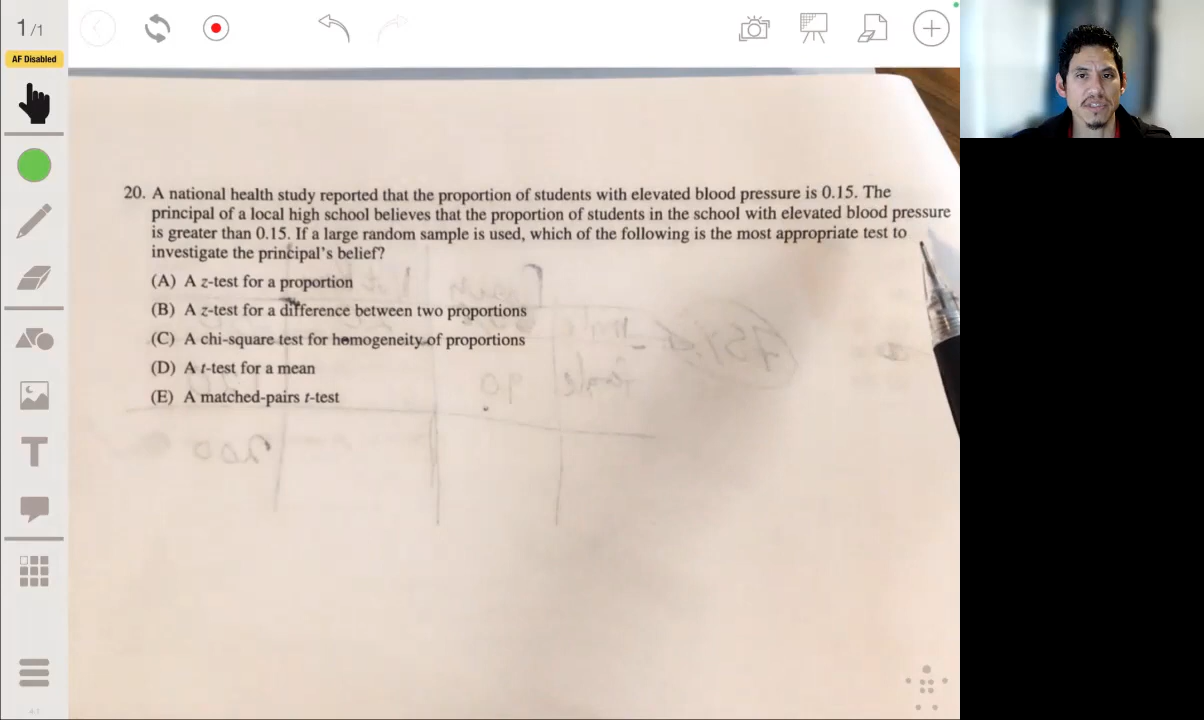 1/1
AF Disabled
20. A national health study reported that the proportion of students with elevated blood pressure is 0.15. The
principal of a local high school believes that the proportion of students in the school with elevated blood pressure
is greater than 0.15. If a large random sample is used, which of the following is the most appropriate test to
investigate the principal's belief?
(A) A z-test for a proportion
(B) A z-test for a difference between two proportions
(C) A chi-square test for homogeneity of proportions
(D) A t-test for a mean
(E) A matched-pairs t-test
T